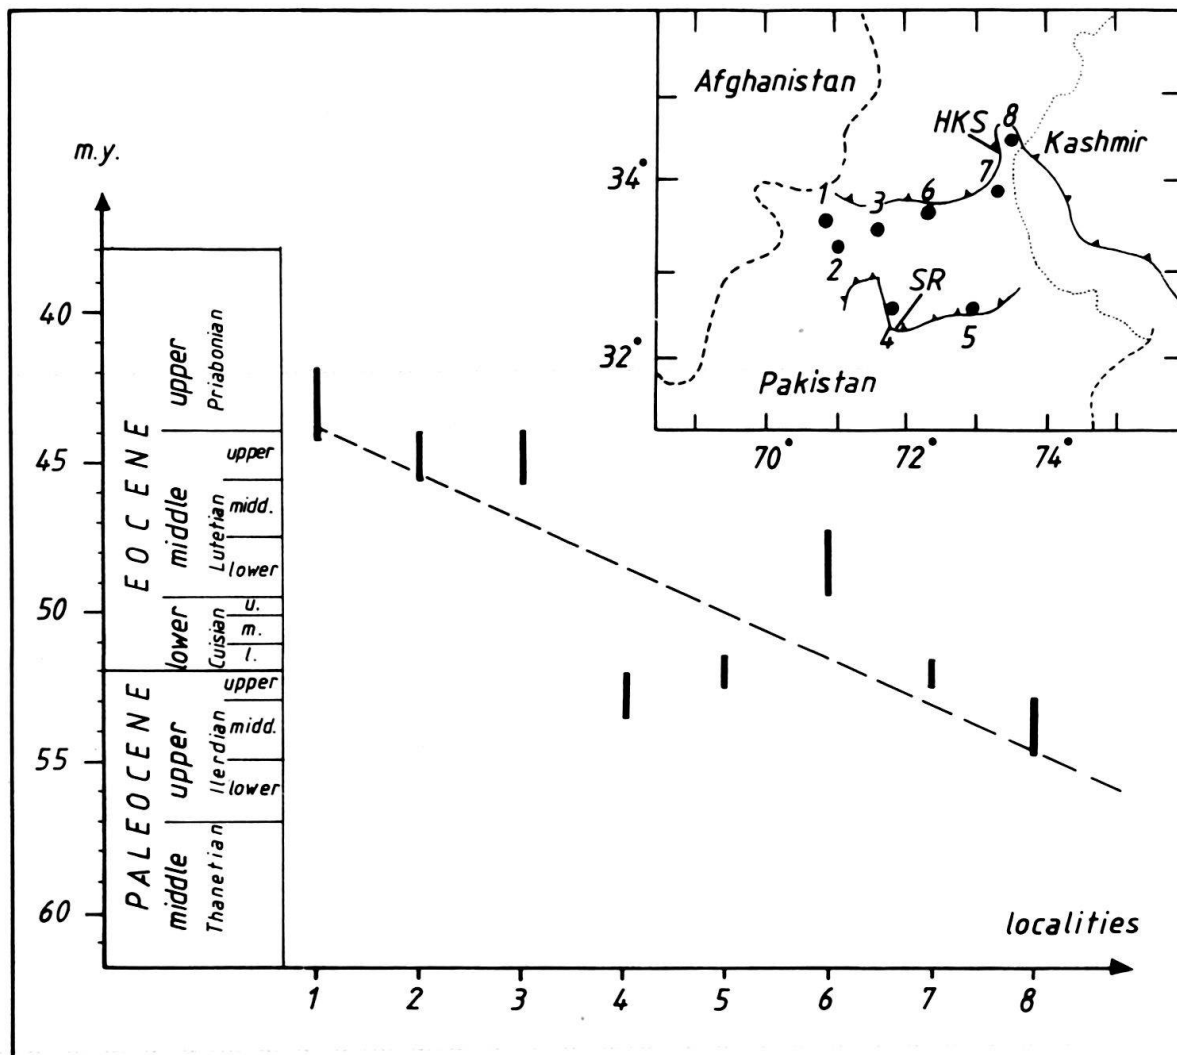 m.y.
40
45
50
55
60
EOCENE
PALEOCENE
upper
Priabonian
middle
Lutetian
upper
midd.
lower
lower
Cuisian
u.
m.
l.
upper
Ilerdian
upper
midd.
lower
middle
Thanetian
1 2 3 4 5 6 7 8
localities
Afghanistan
HKS
8
Kashmir
7
34°
1
3
6
2
SR
4
5
32°
Pakistan
70° 72° 74°